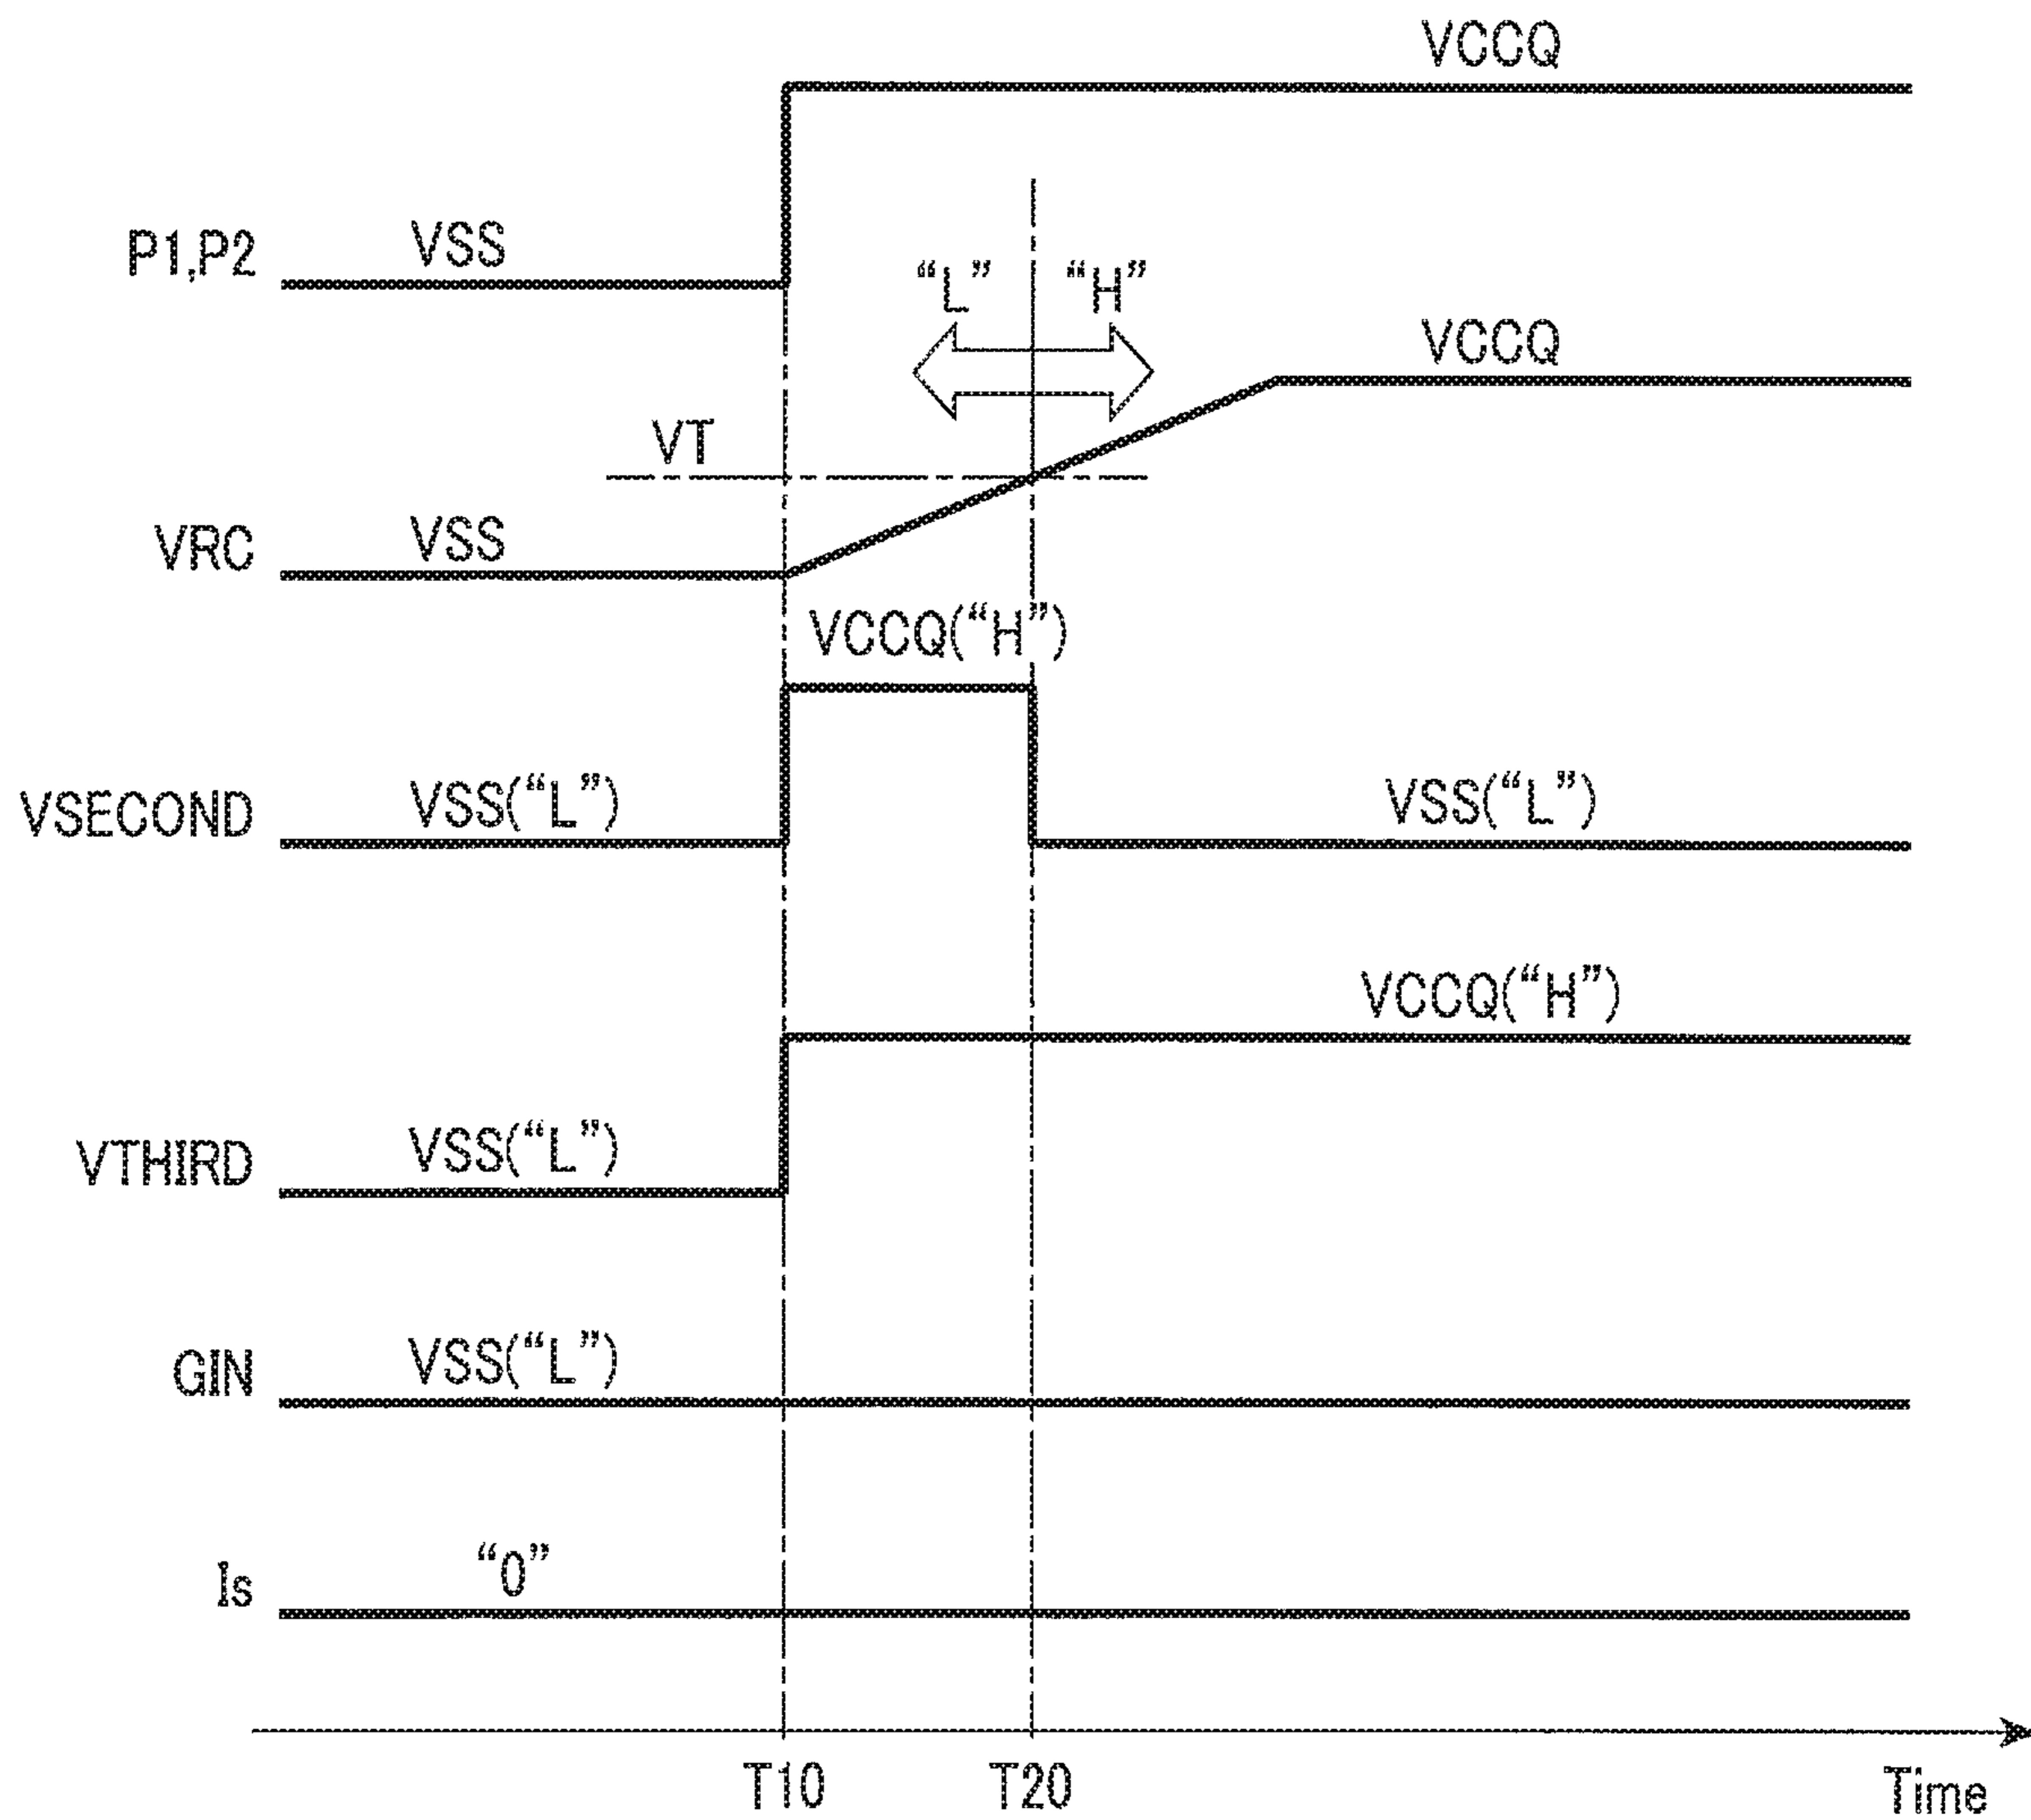 VCCQ
P1,P2 VSS
“L” “H”
VCCQ
VT
VRC VSS
VCCQ(“H”)
VSECOND VSS(“L”) VSS(“L”)
VCCQ(“H”)
VTHIRD VSS(“L”)
GIN VSS(“L”)
Is “0”
T10 T20 Time